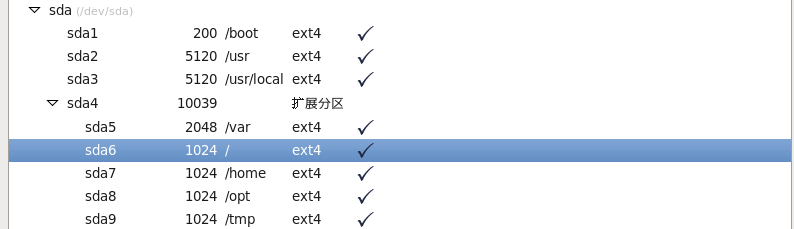 sda (/dev/sda)
sda1 200 /boot ext4 ✓
sda2 5120 /usr ext4 ✓
sda3 5120 /usr/local ext4 ✓
sda4 10039 扩展分区
sda5 2048 /var ext4 ✓
sda6 1024 / ext4 ✓
sda7 1024 /home ext4 ✓
sda8 1024 /opt ext4 ✓
sda9 1024 /tmp ext4 ✓